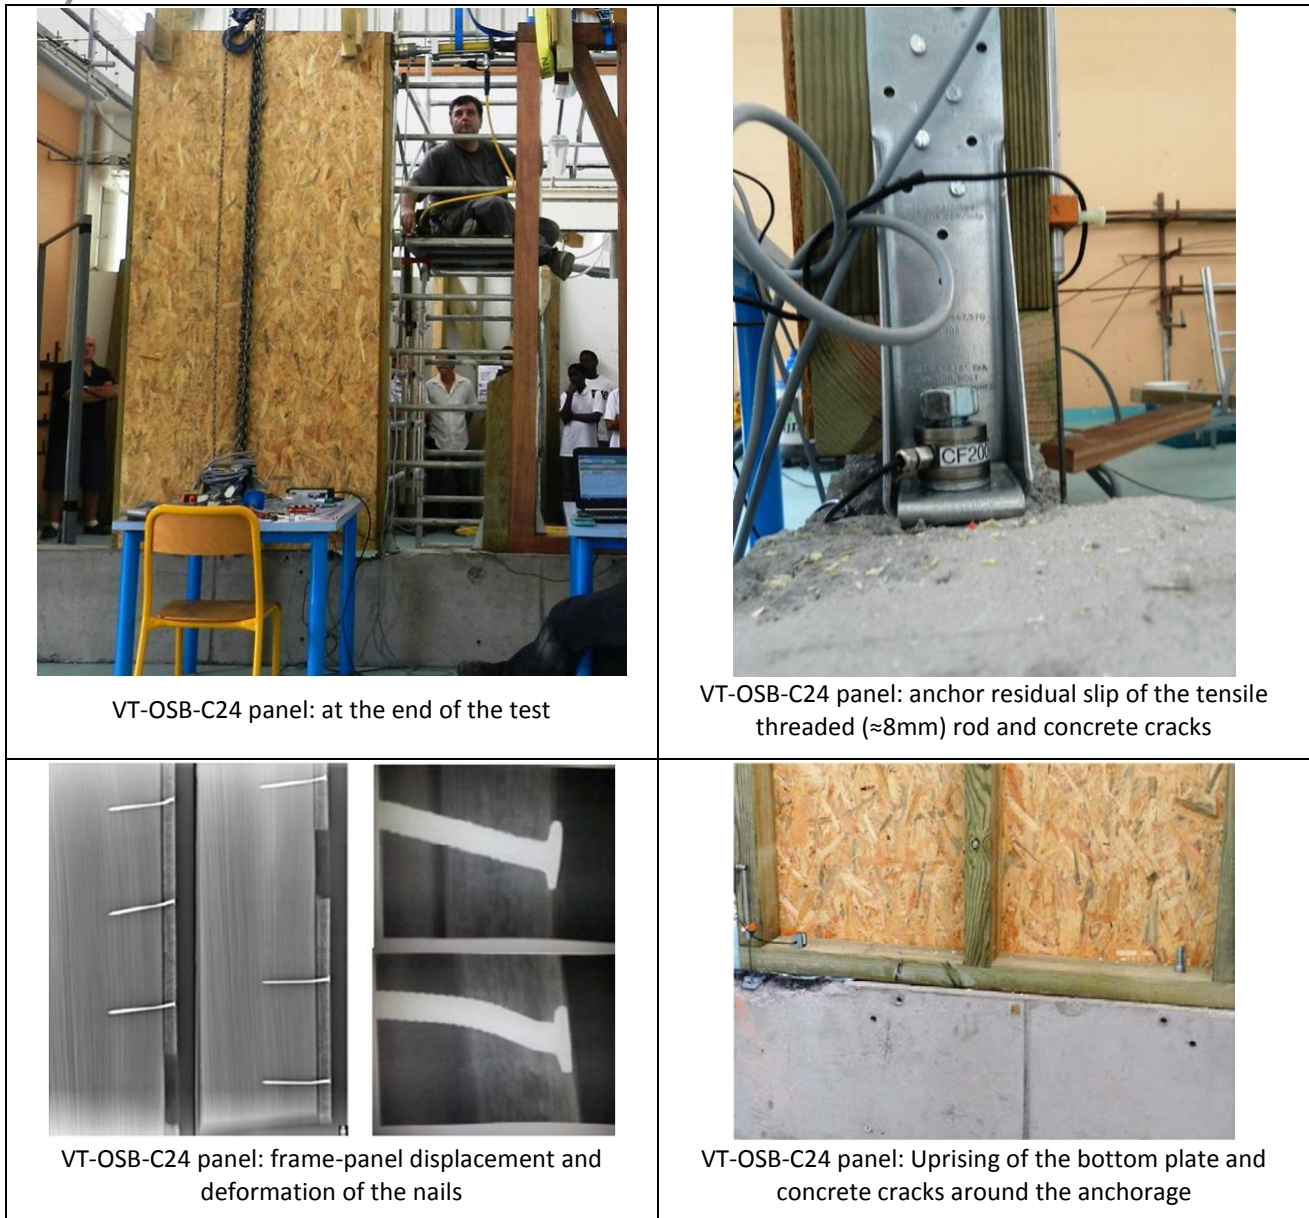 CF200
VT-OSB-C24 panel: at the end of the test
VT-OSB-C24 panel: anchor residual slip of the tensile
threaded (≈8mm) rod and concrete cracks
VT-OSB-C24 panel: frame-panel displacement and
deformation of the nails
VT-OSB-C24 panel: Uprising of the bottom plate and
concrete cracks around the anchorage